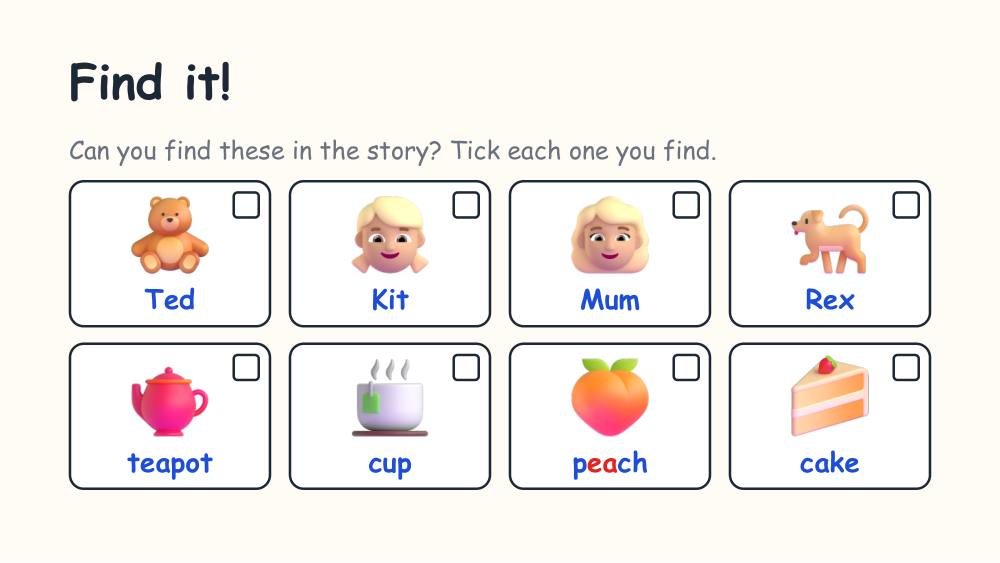 Find it!
Can you find these in the story? Tick each one you find.
Ted Kit Mum Rex
teapot cup peach cake